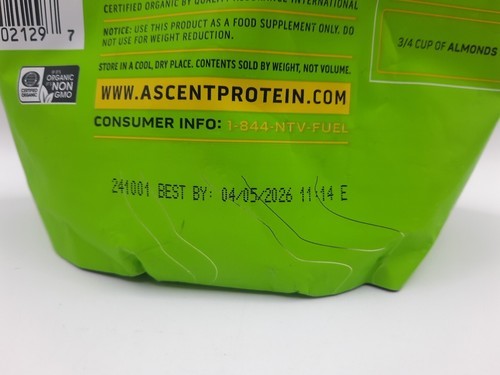 CERTIFIED ORGANIC BY QUALITY ASSURANCE INTERNATIONAL
NOTICE: USE THIS PRODUCT AS A FOOD SUPPLEMENT ONLY. DO
NOT USE FOR WEIGHT REDUCTION.
STORE IN A COOL, DRY PLACE. CONTENTS SOLD BY WEIGHT, NOT VOLUME.
WWW.ASCENTPROTEIN.COM
CONSUMER INFO: 1-844-NTV-FUEL
02129 7
ORGANIC
NON
GMO
3/4 CUP OF ALMONDS
241001 BEST BY: 04/05/2026 11:14 E